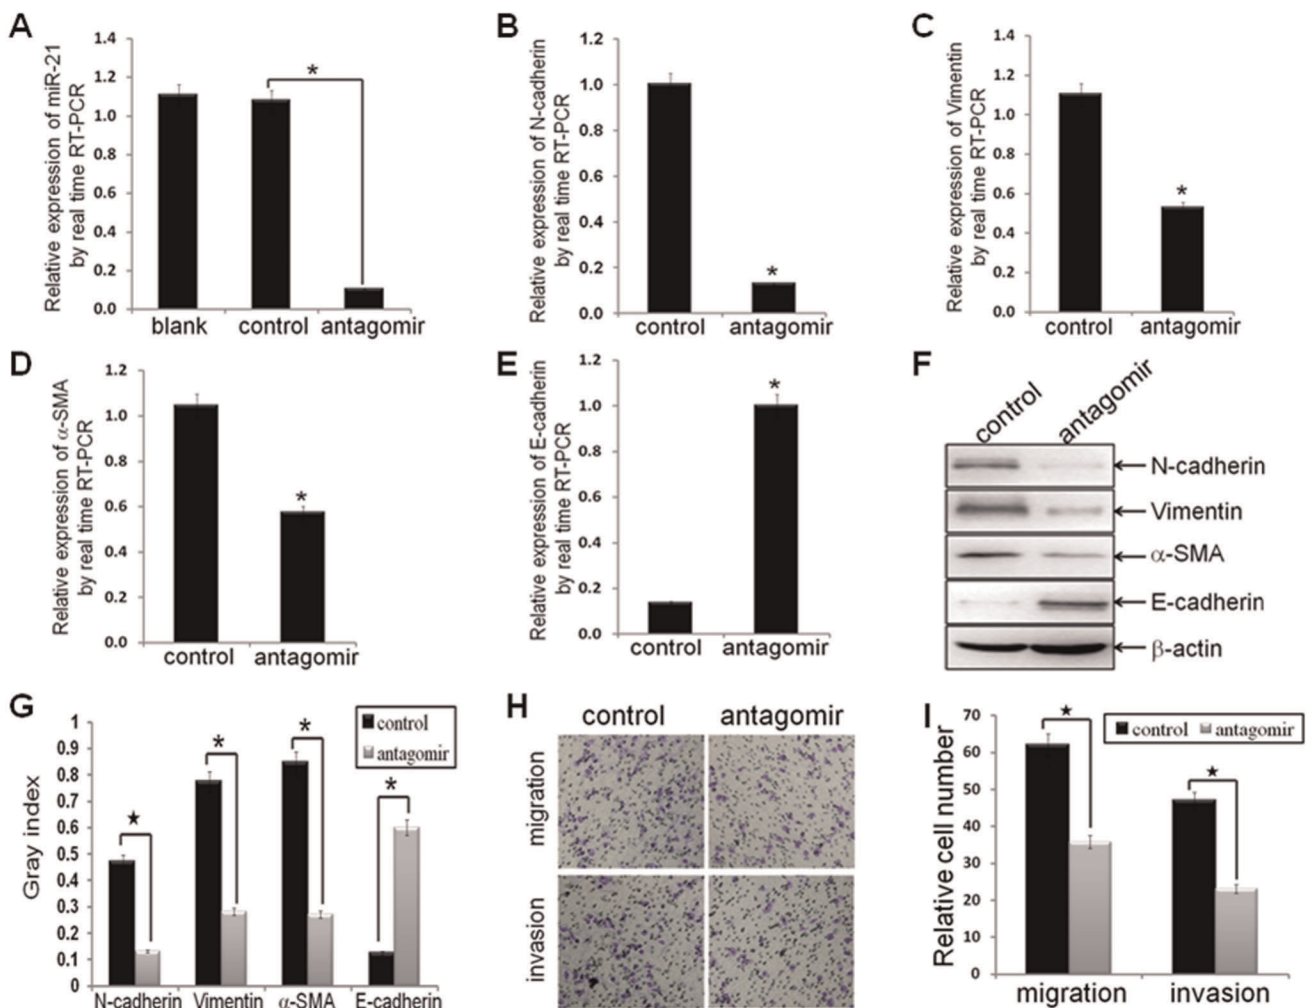 A
Relative expression of miR-21
by real time RT-PCR
1.4
1.2
1.0
0.8
0.6
0.4
0.2
0.0
*
blank control antagomir
B
Relative expression of N-cadherin
by real time RT-PCR
1.2
1.0
0.8
0.6
0.4
0.2
0.0
*
control antagomir
C
Relative expression of Vimentin
by real time RT-PCR
1.4
1.2
1.0
0.8
0.6
0.4
0.2
0.0
*
control antagomir
D
Relative expression of α-SMA
by real time RT-PCR
1.2
1.0
0.8
0.6
0.4
0.2
0.0
*
control antagomir
E
Relative expression of E-cadherin
by real time RT-PCR
1.2
1.0
0.8
0.6
0.4
0.2
0.0
*
control antagomir
F
control antagomir
N-cadherin
Vimentin
α-SMA
E-cadherin
β-actin
G
Gray index
1
0.9
0.8
0.7
0.6
0.5
0.4
0.3
0.2
0.1
0
control
antagomir
★ * * *
N-cadherin Vimentin α-SMA E-cadherin
H
control antagomir
migration
invasion
I
Relative cell number
70
60
50
40
30
20
10
0
control antagomir
★ ★
migration invasion